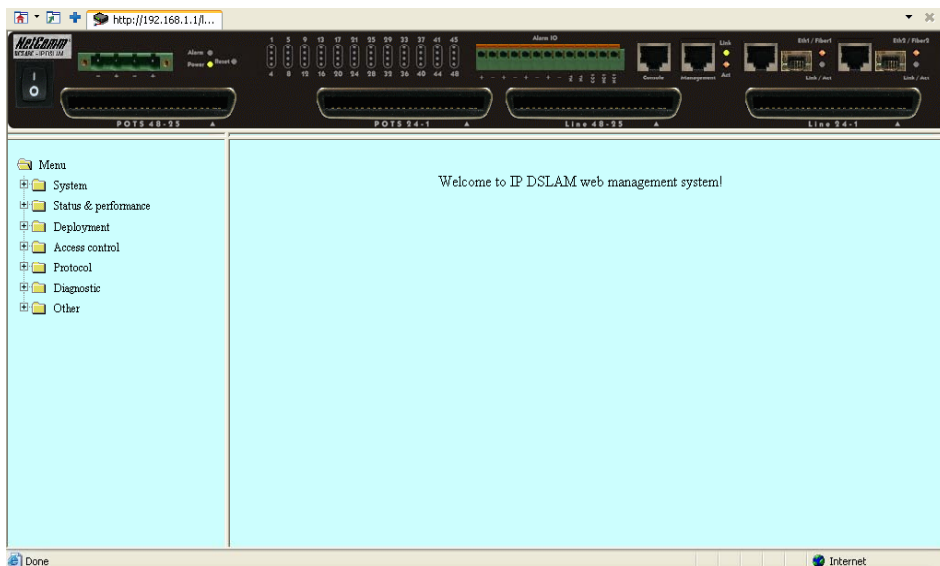 http://192.168.1.1/l...
NetComm
Alarm
Power
Reset
1 5 9 13 17 21 25 29 33 37 41 45
4 8 12 16 20 24 28 32 36 40 44 48
Alarm IO
- + - + - + - +
+ - + - + - + -
Console
Management
Link
Act
Eth1 / Fiber1
Link / Act
Eth2 / Fiber2
Link / Act
POTS 48-25
POTS 24-1
Line 48-25
Line 24-1
Menu
System
Status & performance
Deployment
Access control
Protocol
Diagnostic
Other
Welcome to IP DSLAM web management system!
Done
Internet